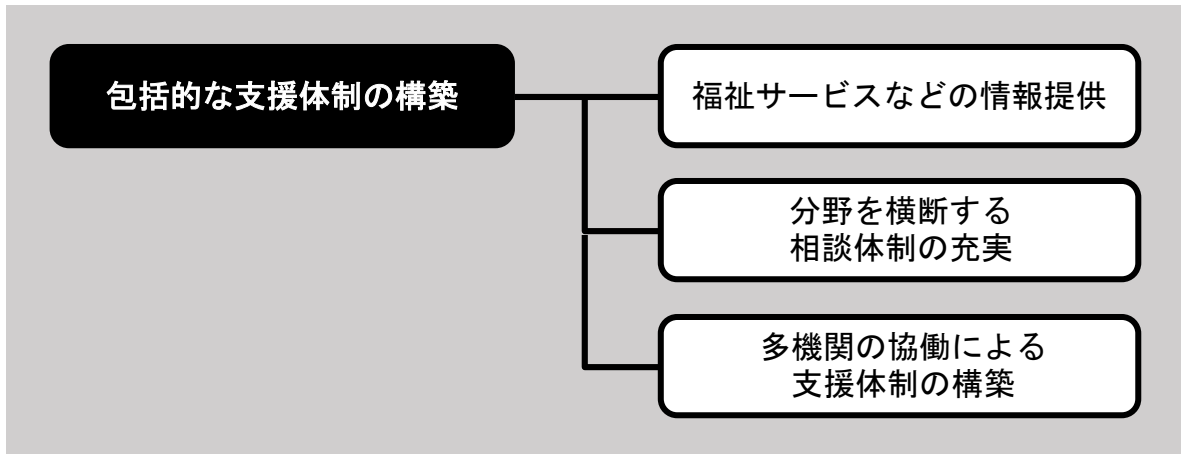 包括的な支援体制の構築
福祉サービスなどの情報提供
分野を横断する
相談体制の充実
多機関の協働による
支援体制の構築